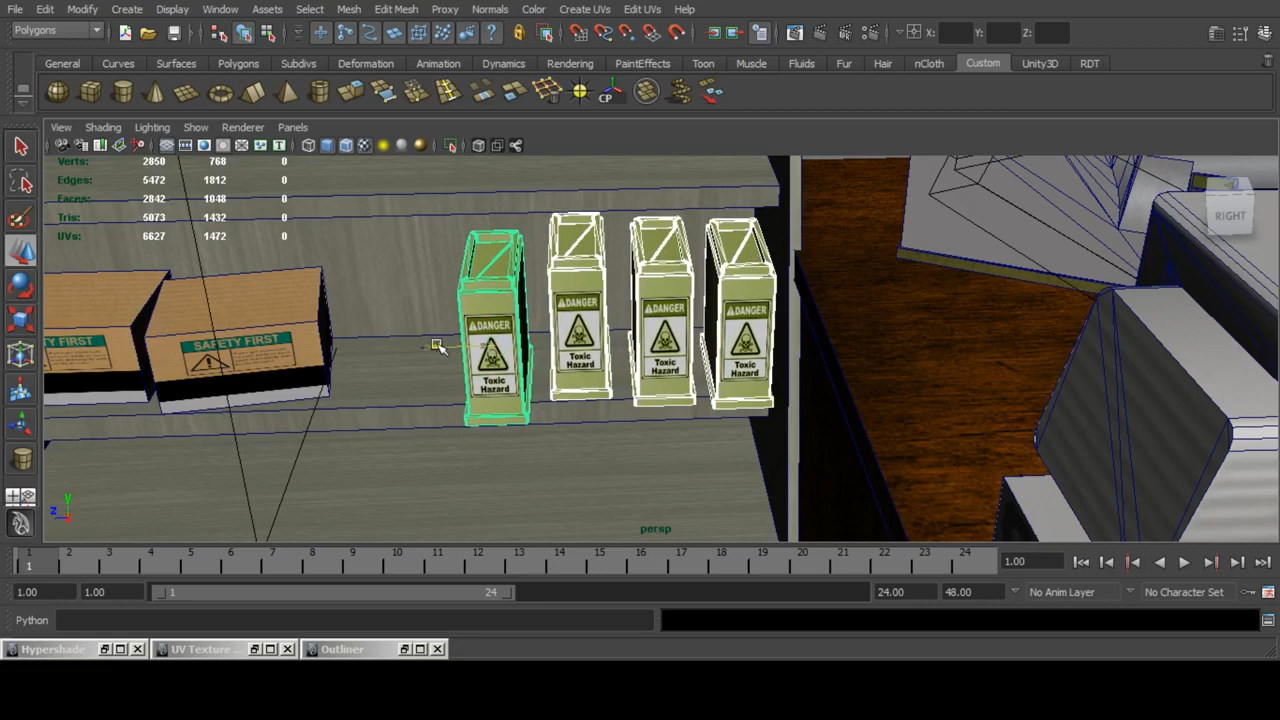 File Edit Modify Create Display Window Assets Select Mesh Edit Mesh Proxy Normals Color Create UVs Edit UVs Help
Polygons X: Y: Z:
General Curves Surfaces Polygons Subdivs Deformation Animation Dynamics Rendering PaintEffects Toon Muscle Fluids Fur Hair nCloth Custom Unity3D RDT
CP
View Shading Lighting Show Renderer Panels
Verts: 2850 768 0
Edges: 5472 1812 0
Faces: 2842 1048 0
Tris: 5073 1432 0
UVs: 6627 1472 0
RIGHT
DANGER
Toxic
Hazard
DANGER
Toxic
Hazard
DANGER
Toxic
Hazard
DANGER
Toxic
Hazard
TY FIRST
SAFETY FIRST
y
z
persp
1 2 3 4 5 6 7 8 9 10 11 12 13 14 15 16 17 18 19 20 21 22 23 24
1 1.00
1.00 1.00 1 24 24.00 48.00 No Anim Layer No Character Set
Python
Hypershade UV Texture ... Outliner